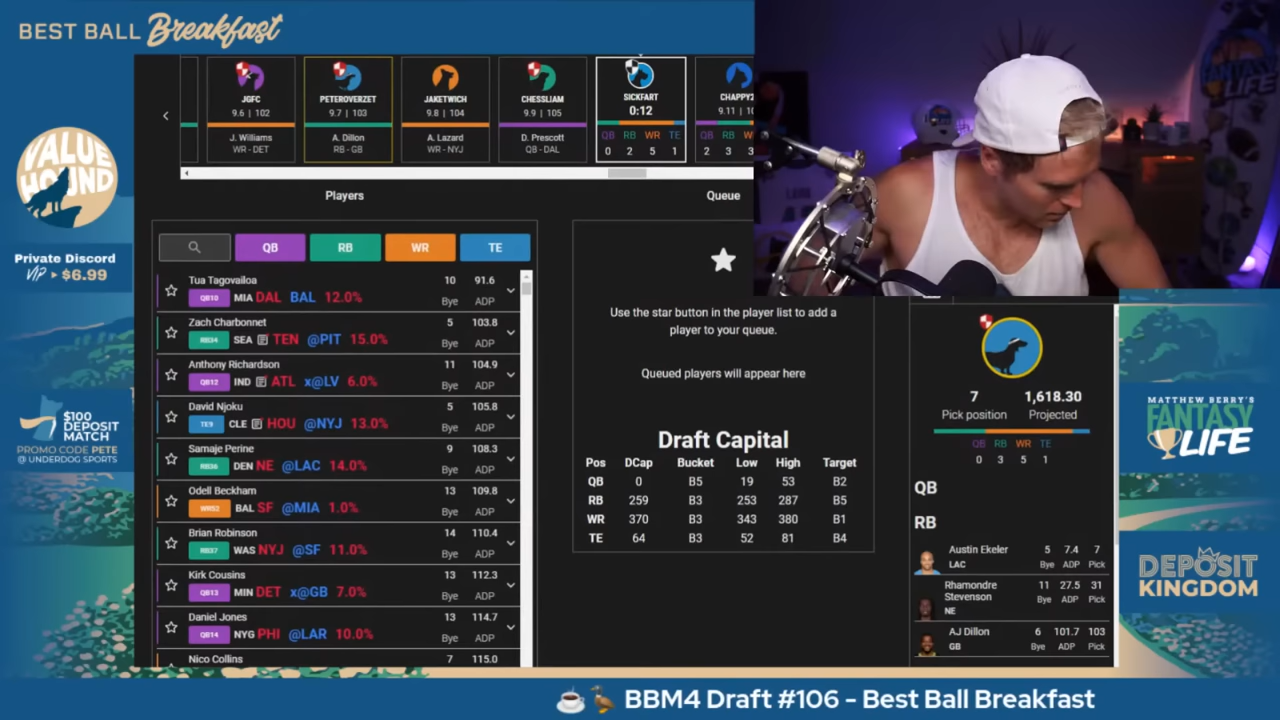 BEST BALL Breakfast
JGFC
9.6 | 102
J. Williams
WR - DET
PETEROVERZET
9.7 | 103
A. Dillon
RB - GB
JAKETWICH
9.8 | 104
A. Lazard
WR - NYJ
CHESSLIAM
9.9 | 105
D. Prescott
QB - DAL
SICKFART
0:12
QB RB WR TE
0 2 5 1
QB RB
2 3
VALUE
HOUND
Private Discord
VIP ▸ $6.99
$100
DEPOSIT
MATCH
PROMO CODE PETE
@ UNDERDOG SPORTS
Players
QB RB WR TE
Tua Tagovailoa 10 91.6
QB10 MIA DAL BAL 12.0% Bye ADP
Zach Charbonnet 5 103.8
RB34 SEA TEN @PIT 15.0% Bye ADP
Anthony Richardson 11 104.9
QB12 IND ATL x@LV 6.0% Bye ADP
David Njoku 5 105.8
TE9 CLE HOU @NYJ 13.0% Bye ADP
Samaje Perine 9 108.3
RB36 DEN NE @LAC 14.0% Bye ADP
Odell Beckham 13 109.8
WR52 BAL SF @MIA 1.0% Bye ADP
Brian Robinson 14 110.4
RB37 WAS NYJ @SF 11.0% Bye ADP
Kirk Cousins 13 112.3
QB13 MIN DET x@GB 7.0% Bye ADP
Daniel Jones 13 114.7
QB14 NYG PHI @LAR 10.0% Bye ADP
Nico Collins 7 115.0
Queue
Use the star button in the player list to add a
player to your queue.
Queued players will appear here
Draft Capital
Pos DCap Bucket Low High Target
QB 0 B5 19 53 B2
RB 259 B3 253 287 B5
WR 370 B3 343 380 B1
TE 64 B3 52 81 B4
7 1,618.30
Pick position Projected
QB RB WR TE
0 3 5 1
QB
RB
Austin Ekeler 5 7.4 7
LAC Bye ADP Pick
Rhamondre
Stevenson 11 27.5 31
NE Bye ADP Pick
AJ Dillon 6 101.7 103
GB Bye ADP Pick
MATTHEW BERRY'S
FANTASY
LIFE
DEPOSIT
KINGDOM
BBM4 Draft #106 - Best Ball Breakfast